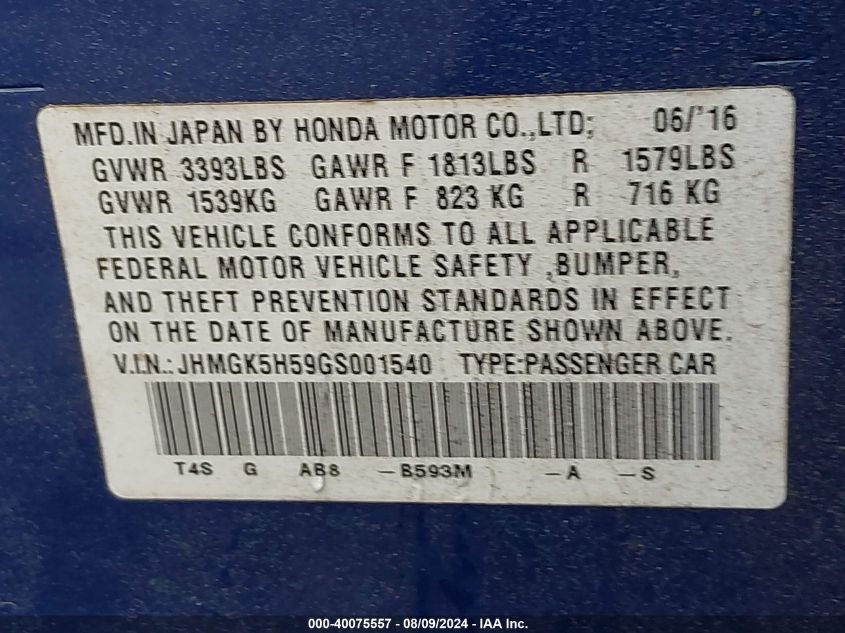 MFD.IN JAPAN BY HONDA MOTOR CO.,LTD; 06/'16
GVWR 3393LBS GAWR F 1813LBS R 1579LBS
GVWR 1539KG GAWR F 823 KG R 716 KG
THIS VEHICLE CONFORMS TO ALL APPLICABLE
FEDERAL MOTOR VEHICLE SAFETY ,BUMPER,
AND THEFT PREVENTION STANDARDS IN EFFECT
ON THE DATE OF MANUFACTURE SHOWN ABOVE.
V.I.N.: JHMGK5H59GS001540 TYPE:PASSENGER CAR
T4S G AB8 -B593M -A -S
000-40075557 - 08/09/2024 - IAA Inc.